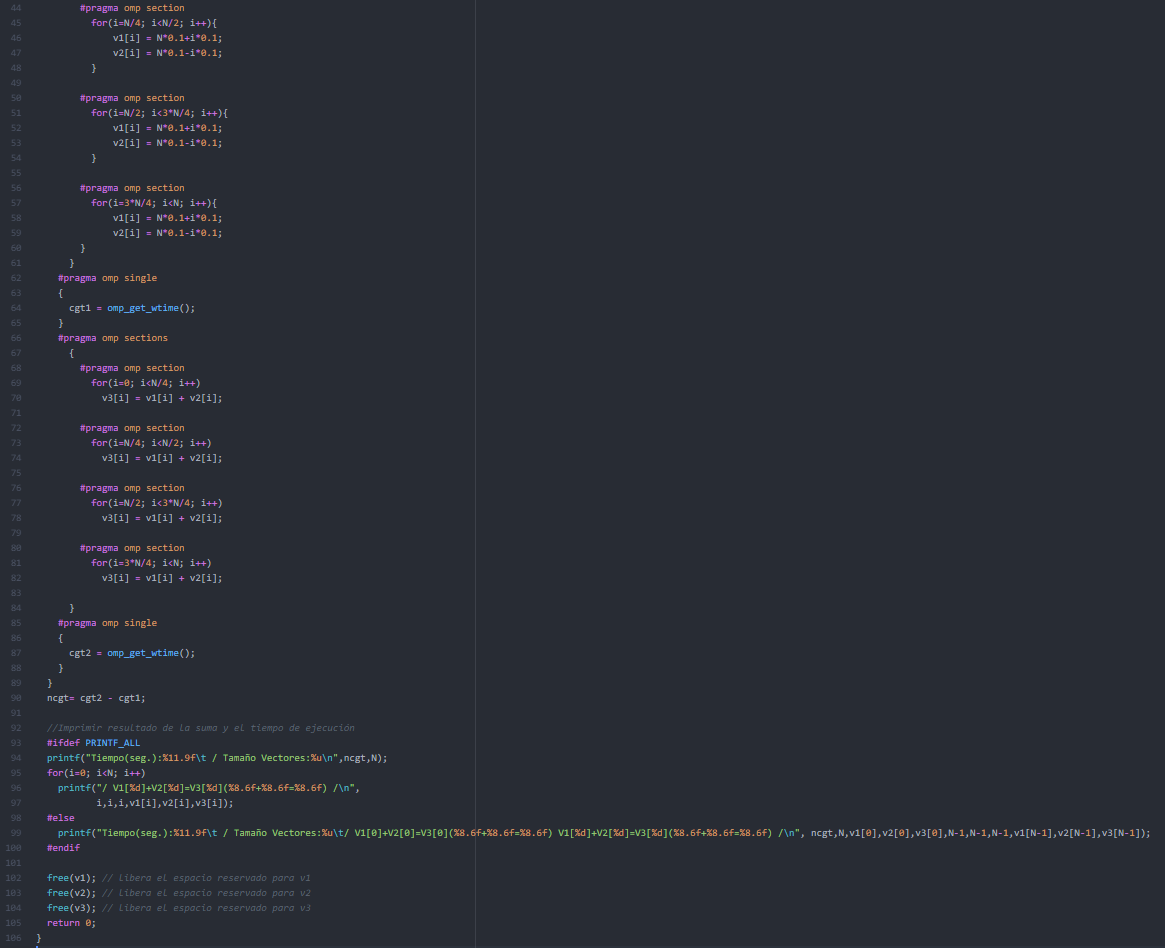 44 #pragma omp section
45 for(i=N/4; i<N/2; i++){
46 v1[i] = N*0.1+i*0.1;
47 v2[i] = N*0.1-i*0.1;
48 }
49
50 #pragma omp section
51 for(i=N/2; i<3*N/4; i++){
52 v1[i] = N*0.1+i*0.1;
53 v2[i] = N*0.1-i*0.1;
54 }
55
56 #pragma omp section
57 for(i=3*N/4; i<N; i++){
58 v1[i] = N*0.1+i*0.1;
59 v2[i] = N*0.1-i*0.1;
60 }
61 }
62 #pragma omp single
63 {
64 cgt1 = omp_get_wtime();
65 }
66 #pragma omp sections
67 {
68 #pragma omp section
69 for(i=0; i<N/4; i++)
70 v3[i] = v1[i] + v2[i];
71
72 #pragma omp section
73 for(i=N/4; i<N/2; i++)
74 v3[i] = v1[i] + v2[i];
75
76 #pragma omp section
77 for(i=N/2; i<3*N/4; i++)
78 v3[i] = v1[i] + v2[i];
79
80 #pragma omp section
81 for(i=3*N/4; i<N; i++)
82 v3[i] = v1[i] + v2[i];
83
84 }
85 #pragma omp single
86 {
87 cgt2 = omp_get_wtime();
88 }
89 }
90 ncgt= cgt2 - cgt1;
91
92 //Imprimir resultado de la suma y el tiempo de ejecución
93 #ifdef PRINTF_ALL
94 printf("Tiempo(seg.):%11.9f\t / Tamaño Vectores:%u\n",ncgt,N);
95 for(i=0; i<N; i++)
96 printf("/ V1[%d]+V2[%d]=V3[%d](%8.6f+%8.6f=%8.6f) /\n",
97 i,i,i,v1[i],v2[i],v3[i]);
98 #else
99 printf("Tiempo(seg.):%11.9f\t / Tamaño Vectores:%u\t/ V1[0]+V2[0]=V3[0](%8.6f+%8.6f=%8.6f) V1[%d]+V2[%d]=V3[%d](%8.6f+%8.6f=%8.6f) /\n", ncgt,N,v1[0],v2[0],v3[0],N-1,N-1,N-1,v1[N-1],v2[N-1],v3[N-1]);
100 #endif
101
102 free(v1); // libera el espacio reservado para v1
103 free(v2); // libera el espacio reservado para v2
104 free(v3); // libera el espacio reservado para v3
105 return 0;
106 }